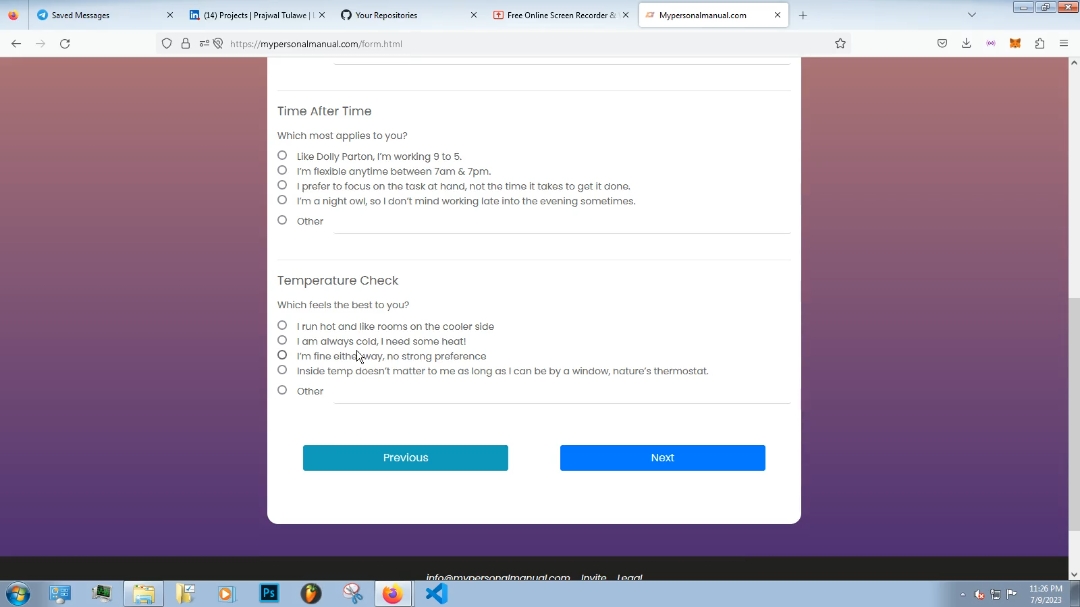 Saved Messages
(14) Projects | Prajwal Tulawe | L
Your Repositories
Free Online Screen Recorder &
Mypersonalmanual.com
https://mypersonalmanual.com/form.html
Time After Time
Which most applies to you?
Like Dolly Parton, I'm working 9 to 5.
I'm flexible anytime between 7am & 7pm.
I prefer to focus on the task at hand, not the time it takes to get it done.
I'm a night owl, so I don't mind working late into the evening sometimes.
Other
Temperature Check
Which feels the best to you?
I run hot and like rooms on the cooler side
I am always cold, I need some heat!
I'm fine either way, no strong preference
Inside temp doesn't matter to me as long as I can be by a window, nature's thermostat.
Other
Previous
Next
info@mypersonalmanual.com Invite Legal
Ps
11:26 PM
7/9/2023